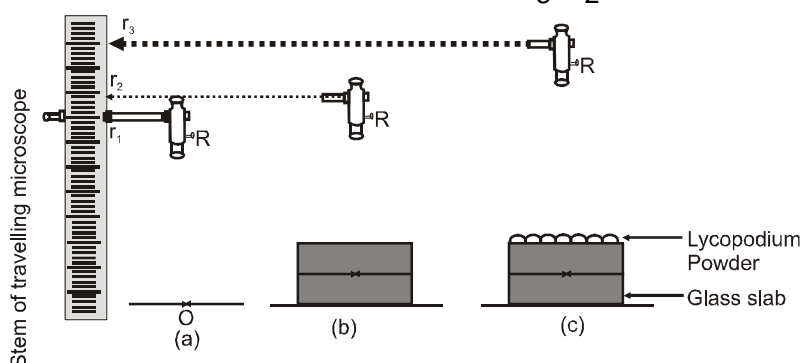 r3
r2
r1
R
R
R
Stem of travelling microscope
O
(a)
(b)
(c)
Lycopodium
Powder
Glass slab